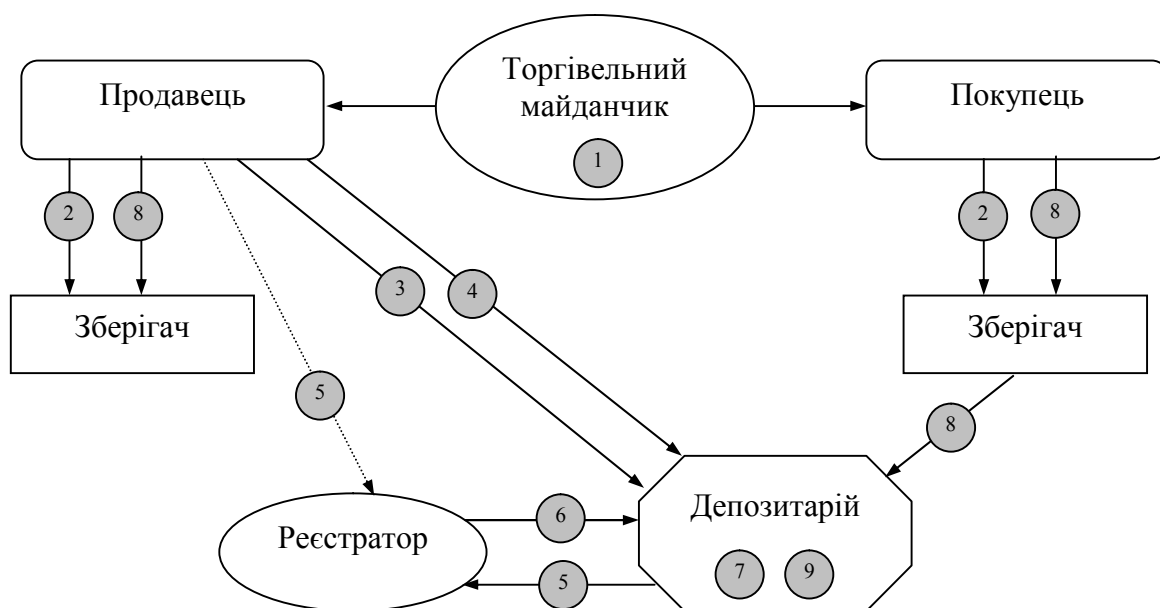 Торгівельний
майданчик
1
Продавець
Покупець
2
8
2
8
3
4
Зберігач
Зберігач
5
8
Реєстратор
6
5
Депозитарій
7
9